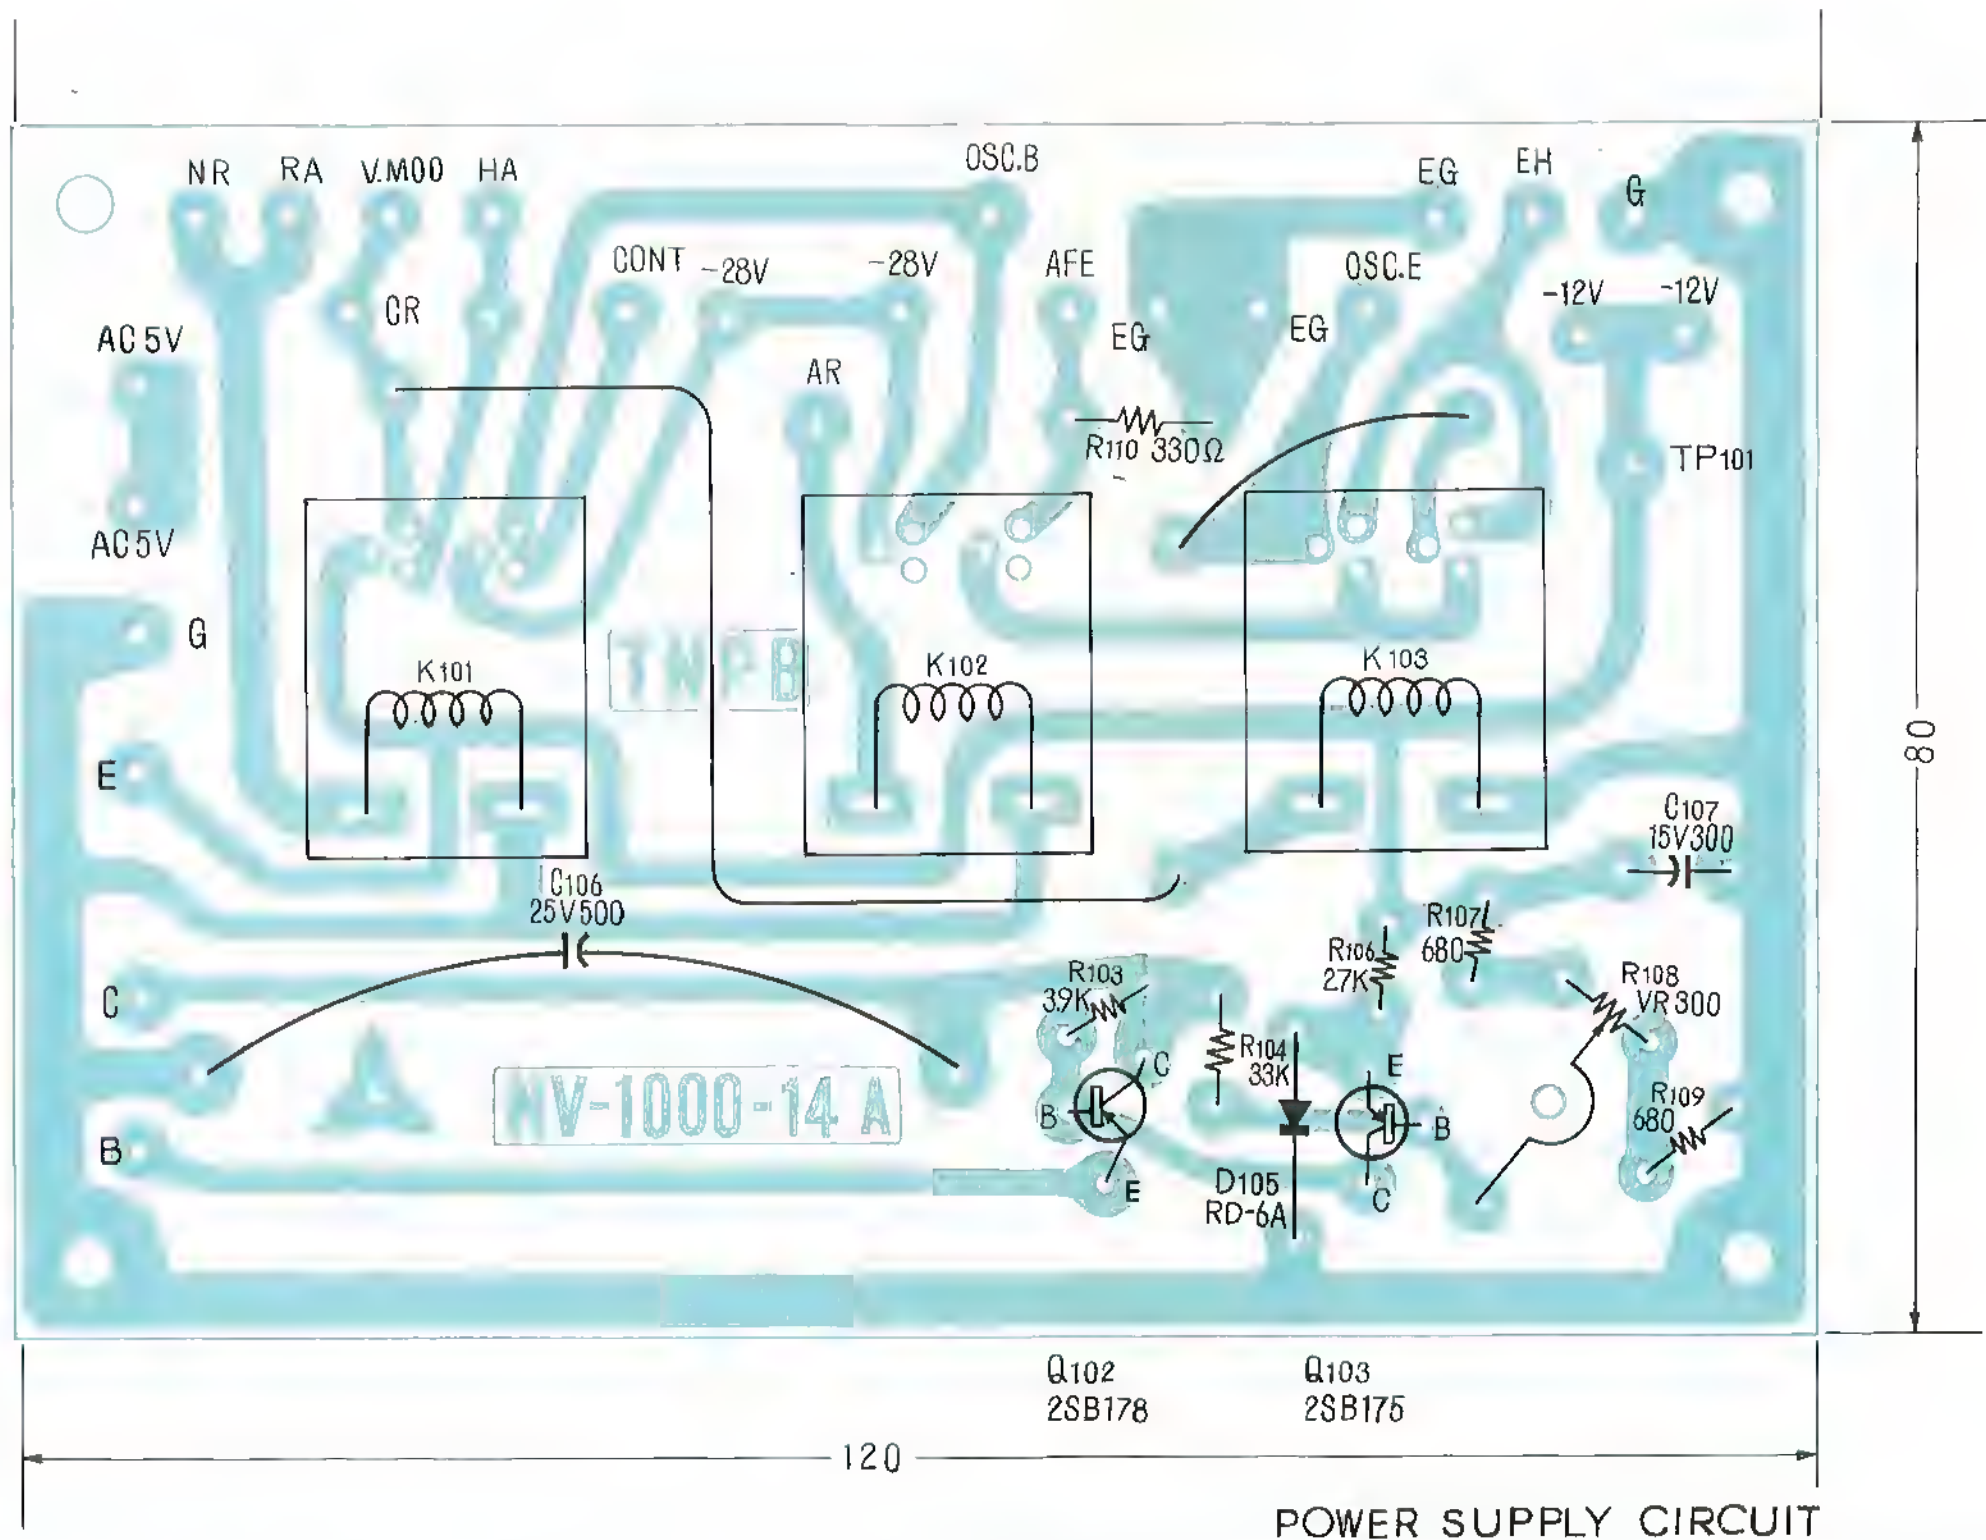 NR RA V.M00 HA OSC.B EG EH G
CONT -28V -28V AFE OSC.E -12V -12V
CR
AC 5V
EG EG
AR
R110 330Ω
TP101
AC 5V
G
TNPB
K101 K102 K103
E
C107
15V300
C106
25V500
R107
680
R106
27K
R103
39K
R108
VR 300
C
R104
33K
C E
NV-1000-14 A
B B
R109
680
B
D105
RD-6A
E C
80
Q102
2SB178
Q103
2SB175
120
POWER SUPPLY CIRCUIT